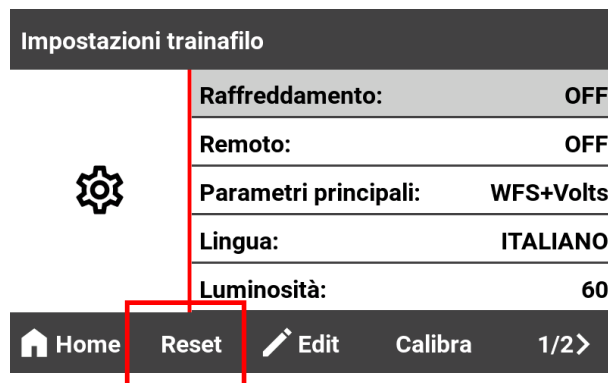 Impostazioni trainafilo
Raffreddamento: OFF
Remoto: OFF
Parametri principali: WFS+Volts
Lingua: ITALIANO
Luminosità: 60
Home Reset Edit Calibra 1/2